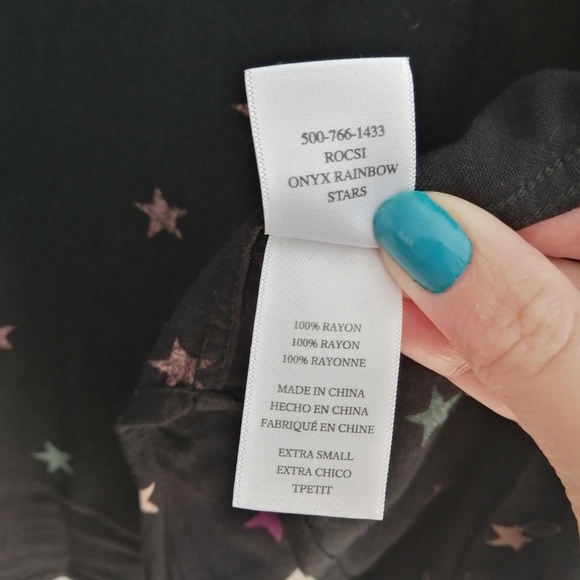 500-766-1433
ROCSI
ONYX RAINBOW
STARS
100% RAYON
100% RAYON
100% RAYONNE
MADE IN CHINA
HECHO EN CHINA
FABRIQUÉ EN CHINE
EXTRA SMALL
EXTRA CHICO
TPETIT